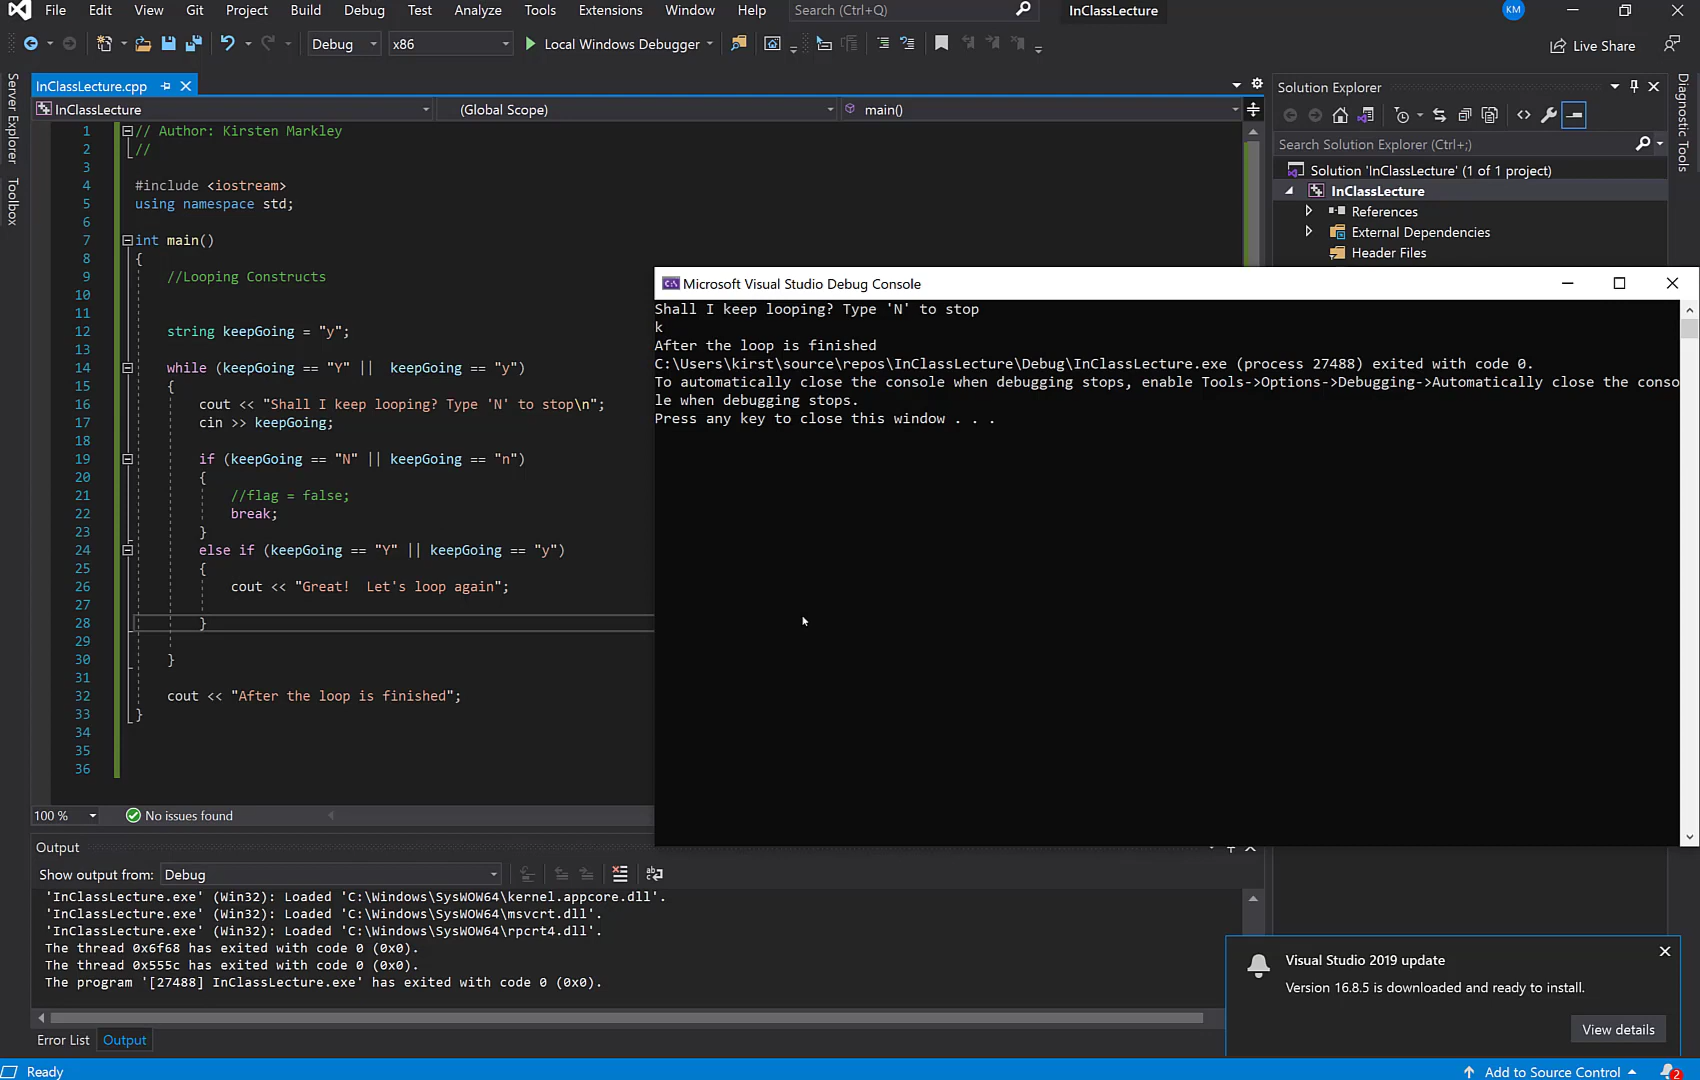 File Edit View Git Project Build Debug Test Analyze Tools Extensions Window Help Search (Ctrl+Q) InClassLecture KM
Debug x86 Local Windows Debugger Live Share
InClassLecture.cpp
InClassLecture (Global Scope) main()
Server Explorer
Toolbox
1 // Author: Kirsten Markley
2 //
3
4 #include <iostream>
5 using namespace std;
6
7 int main()
8 {
9 //Looping Constructs
10
11
12 string keepGoing = "y";
13
14 while (keepGoing == "Y" || keepGoing == "y")
15 {
16 cout << "Shall I keep looping? Type 'N' to stop\n";
17 cin >> keepGoing;
18
19 if (keepGoing == "N" || keepGoing == "n")
20 {
21 //flag = false;
22 break;
23 }
24 else if (keepGoing == "Y" || keepGoing == "y")
25 {
26 cout << "Great!  Let's loop again";
27
28 }
29
30 }
31
32 cout << "After the loop is finished";
33 }
34
35
36
100 % No issues found
Solution Explorer
Search Solution Explorer (Ctrl+;)
Solution 'InClassLecture' (1 of 1 project)
InClassLecture
References
External Dependencies
Header Files
Diagnostic Tools
Microsoft Visual Studio Debug Console
Shall I keep looping? Type 'N' to stop
k
After the loop is finished
C:\Users\kirst\source\repos\InClassLecture\Debug\InClassLecture.exe (process 27488) exited with code 0.
To automatically close the console when debugging stops, enable Tools->Options->Debugging->Automatically close the conso
le when debugging stops.
Press any key to close this window . . .
Output
Show output from: Debug
'InClassLecture.exe' (Win32): Loaded 'C:\Windows\SysWOW64\kernel.appcore.dll'.
'InClassLecture.exe' (Win32): Loaded 'C:\Windows\SysWOW64\msvcrt.dll'.
'InClassLecture.exe' (Win32): Loaded 'C:\Windows\SysWOW64\rpcrt4.dll'.
The thread 0x6f68 has exited with code 0 (0x0).
The thread 0x555c has exited with code 0 (0x0).
The program '[27488] InClassLecture.exe' has exited with code 0 (0x0).
Error List Output
Visual Studio 2019 update
Version 16.8.5 is downloaded and ready to install.
View details
Ready Add to Source Control 2